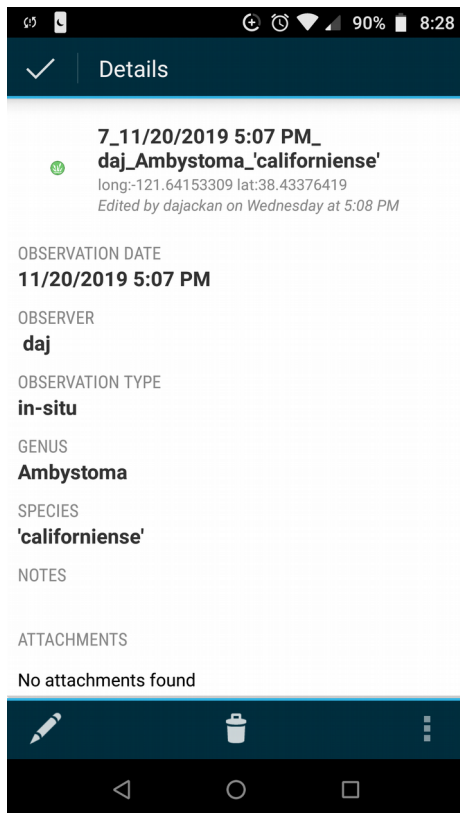 90% 8:28
Details
7_11/20/2019 5:07 PM_
daj_Ambystoma_'californiense'
long:-121.64153309 lat:38.43376419
Edited by dajackan on Wednesday at 5:08 PM
OBSERVATION DATE
11/20/2019 5:07 PM
OBSERVER
daj
OBSERVATION TYPE
in-situ
GENUS
Ambystoma
SPECIES
'californiense'
NOTES
ATTACHMENTS
No attachments found